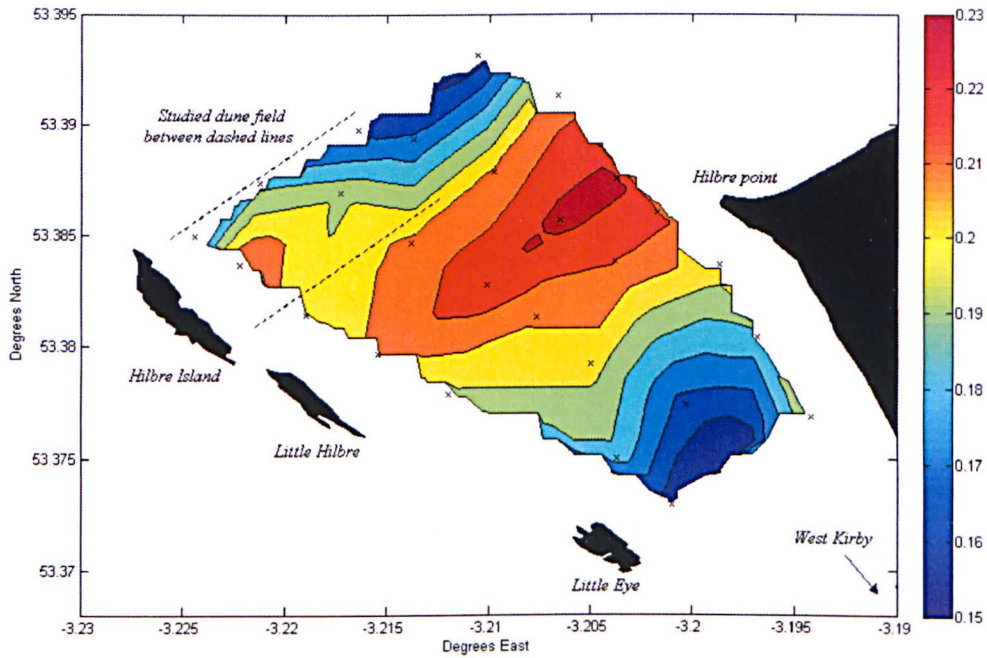 53.395
53.39
53.385
53.38
53.375
53.37
Degrees North
-3.23
-3.225
-3.22
-3.215
-3.21
-3.205
-3.2
-3.195
-3.19
Degrees East
Studied dune field
between dashed lines
Hilbre point
Hilbre Island
Little Hilbre
Little Eye
West Kirby
0.23
0.22
0.21
0.2
0.19
0.18
0.17
0.16
0.15